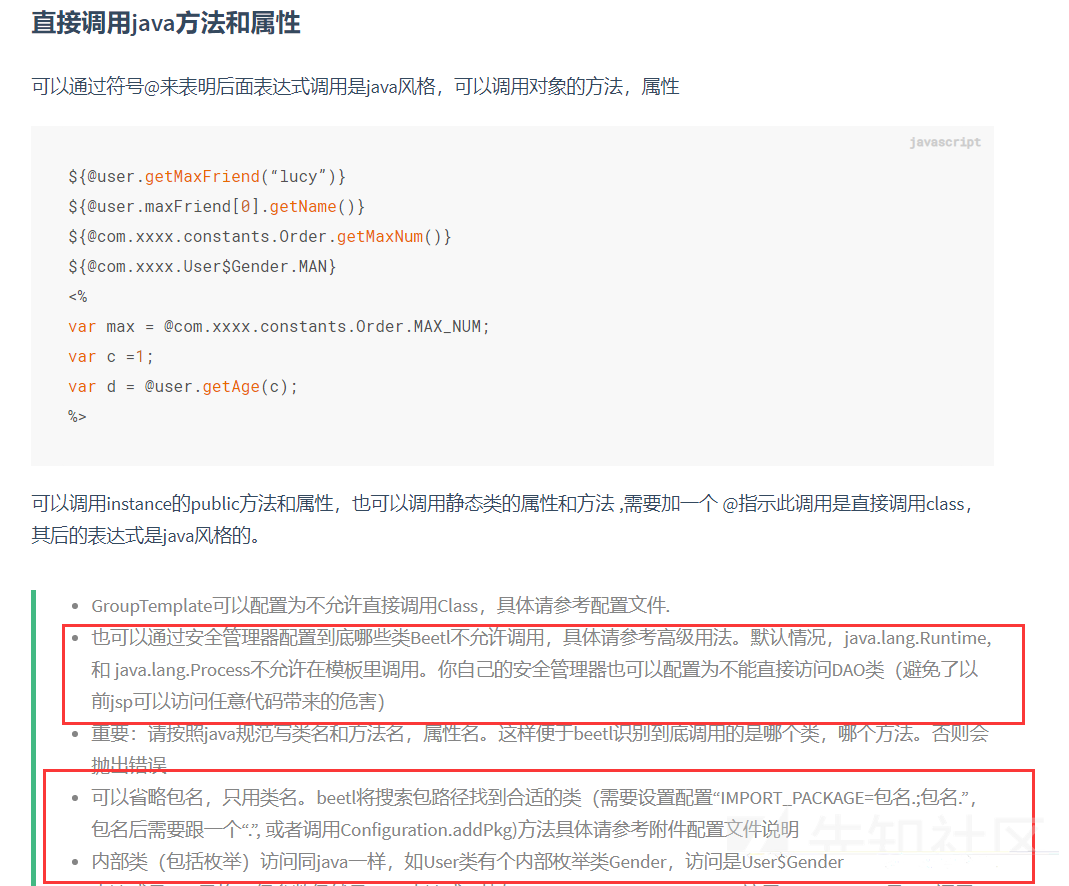 直接调用java方法和属性
可以通过符号@来表明后面表达式调用是java风格，可以调用对象的方法，属性
javascript
${@user.getMaxFriend(“lucy”)}
${@user.maxFriend[0].getName()}
${@com.xxxx.constants.Order.getMaxNum()}
${@com.xxxx.User$Gender.MAN}
<%
var max = @com.xxxx.constants.Order.MAX_NUM;
var c =1;
var d = @user.getAge(c);
%>
可以调用instance的public方法和属性，也可以调用静态类的属性和方法 ,需要加一个 @指示此调用是直接调用class，
其后的表达式是java风格的。
• GroupTemplate可以配置为不允许直接调用Class，具体请参考配置文件.
• 也可以通过安全管理器配置到底哪些类Beetl不允许调用，具体请参考高级用法。默认情况，java.lang.Runtime,
和 java.lang.Process不允许在模板里调用。你自己的安全管理器也可以配置为不能直接访问DAO类（避免了以
前jsp可以访问任意代码带来的危害）
• 重要：请按照java规范写类名和方法名，属性名。这样便于beetl识别到底调用的是哪个类，哪个方法。否则会
抛出错误
• 可以省略包名，只用类名。beetl将搜索包路径找到合适的类（需要设置配置“IMPORT_PACKAGE=包名.;包名.”，
包名后需要跟一个“.”, 或者调用Configuration.addPkg)方法具体请参考附件配置文件说明
• 内部类（包括枚举）访问同java一样，如User类有个内部枚举类Gender，访问是User$Gender
先知社区